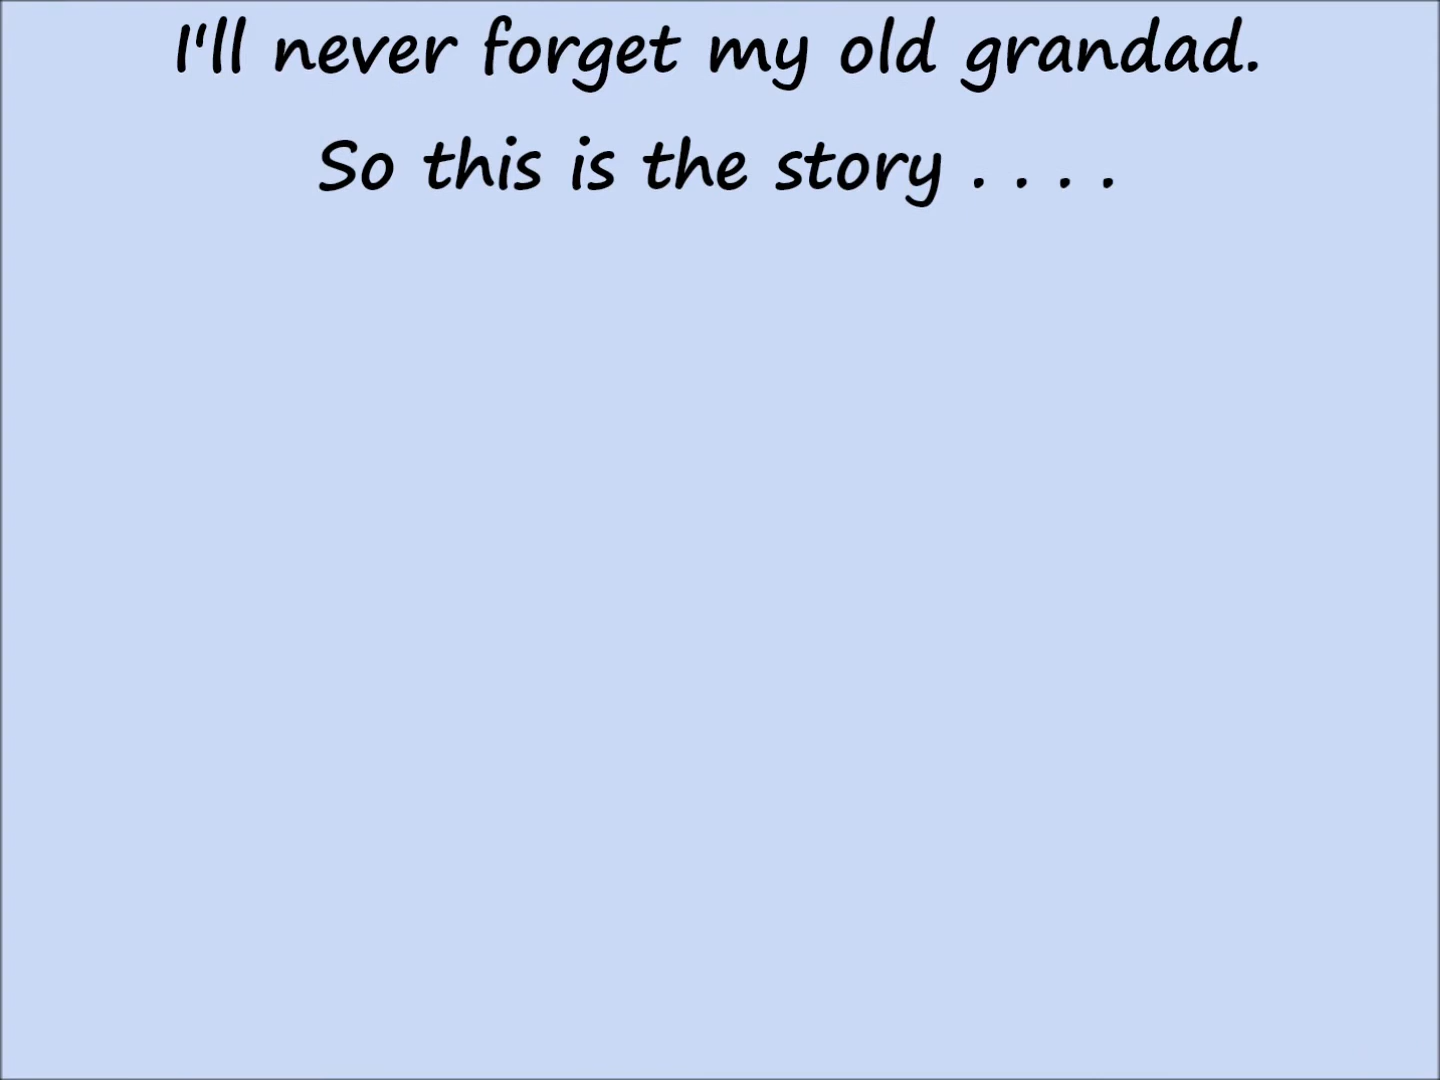 I'll never forget my old grandad.
So this is the story . . . .